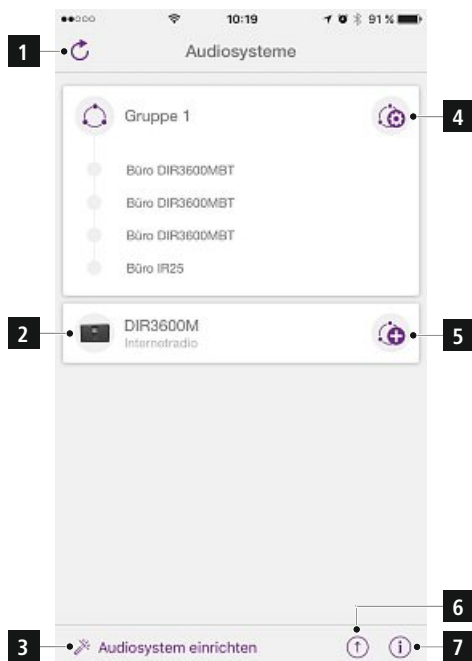 10:19
91 %
1
Audiosysteme
Gruppe 1
4
Büro DIR3600MBT
Büro DIR3600MBT
Büro DIR3600MBT
Büro IR25
2
DIR3600M
Internetradio
5
6
3
Audiosystem einrichten
7